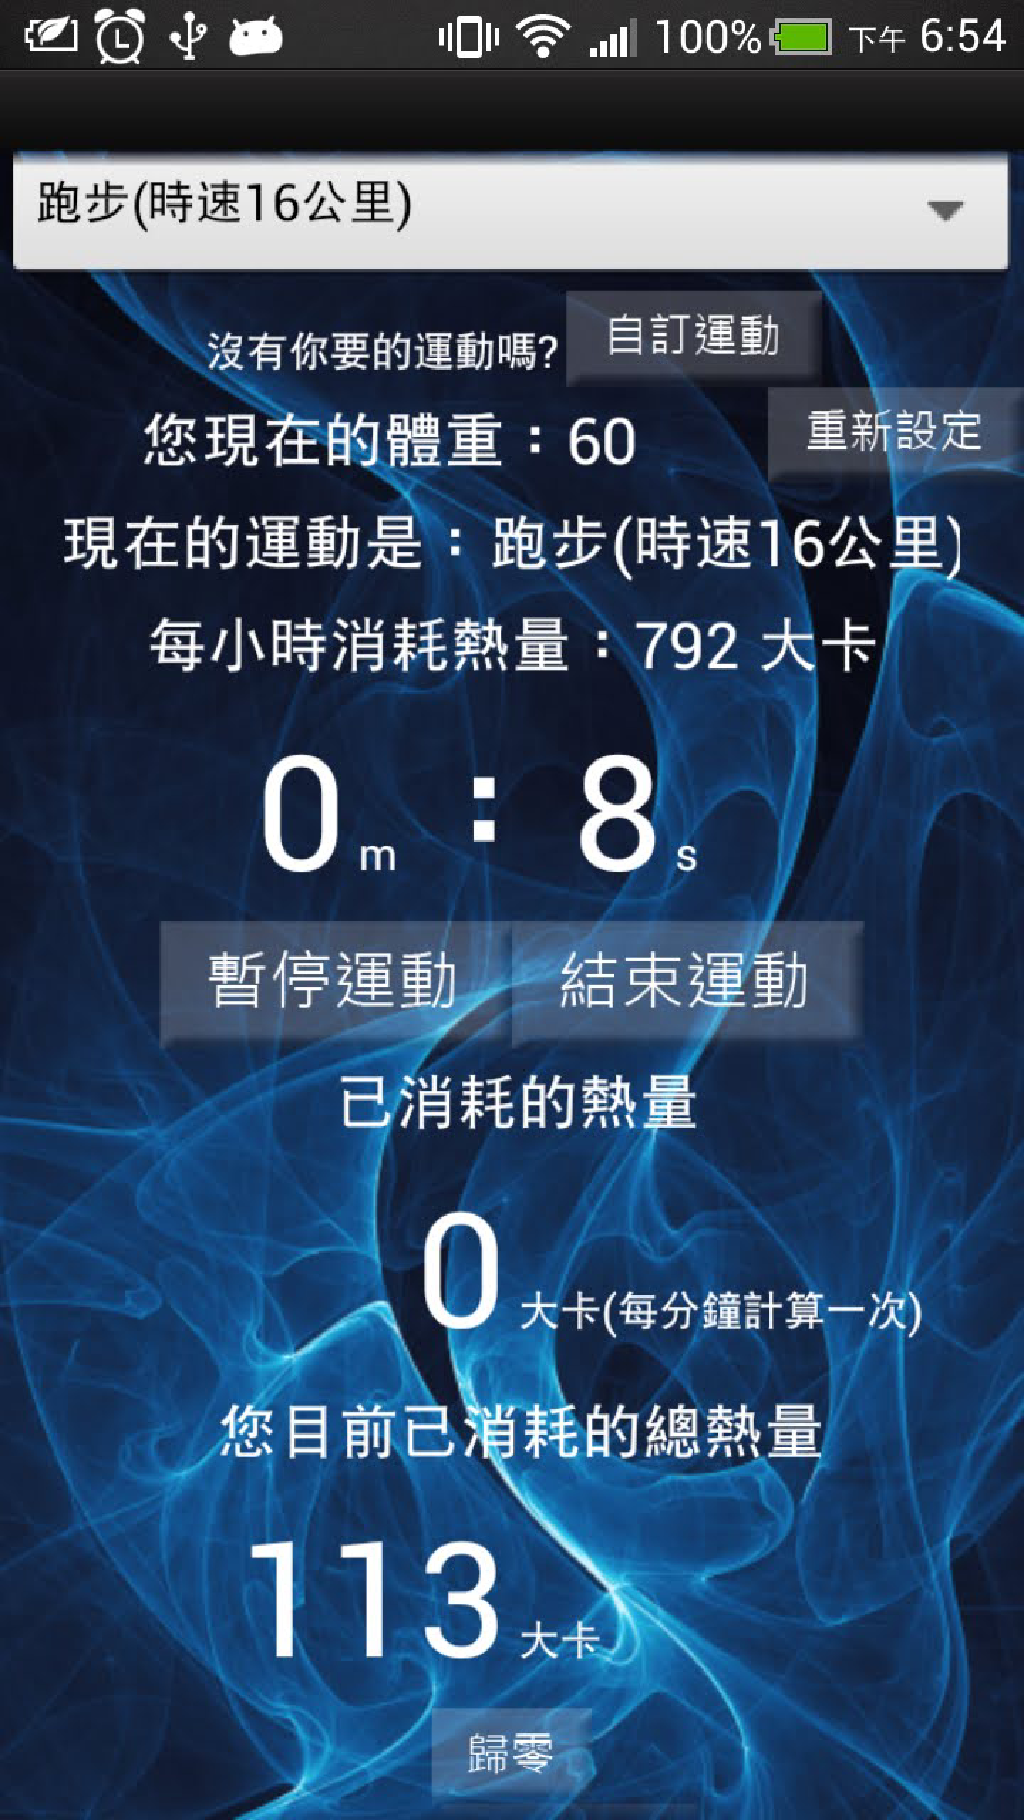 100% 下午 6:54
跑步(時速16公里)
沒有你要的運動嗎? 自訂運動
您現在的體重：60 重新設定
現在的運動是：跑步(時速16公里)
每小時消耗熱量：792 大卡
0 m : 8 s
暫停運動 結束運動
已消耗的熱量
0 大卡(每分鐘計算一次)
您目前已消耗的總熱量
113 大卡
歸零